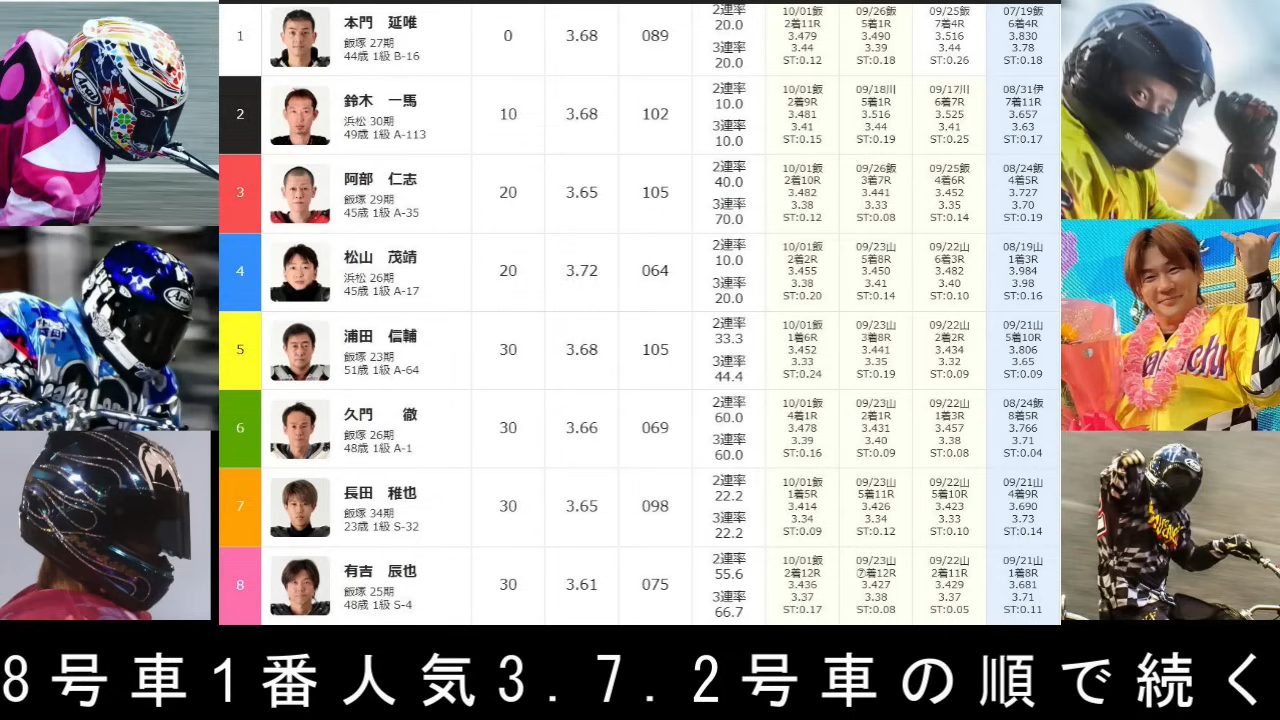 1
本門　延唯
飯塚 27期
44歳 1級 B-16
0
3.68
089
2連率
20.0
3連率
20.0
10/01飯
2着11R
3.479
3.44
ST:0.12
09/26飯
5着1R
3.490
3.39
ST:0.18
09/25飯
7着4R
3.516
3.44
ST:0.26
07/19飯
6着4R
3.830
3.78
ST:0.18
2
鈴木　一馬
浜松 30期
49歳 1級 A-113
10
3.68
102
2連率
10.0
3連率
10.0
10/01飯
2着9R
3.481
3.41
ST:0.15
09/18川
5着1R
3.516
3.44
ST:0.19
09/17川
6着7R
3.525
3.41
ST:0.25
08/31伊
7着11R
3.657
3.63
ST:0.17
3
阿部　仁志
飯塚 29期
45歳 1級 A-35
20
3.65
105
2連率
40.0
3連率
70.0
10/01飯
2着10R
3.482
3.38
ST:0.12
09/26飯
3着7R
3.441
3.33
ST:0.08
09/25飯
4着6R
3.452
3.35
ST:0.14
08/24飯
4着5R
3.727
3.70
ST:0.19
4
松山　茂靖
浜松 26期
45歳 1級 A-17
20
3.72
064
2連率
10.0
3連率
20.0
10/01飯
2着2R
3.455
3.38
ST:0.20
09/23山
5着8R
3.450
3.41
ST:0.14
09/22山
6着3R
3.482
3.40
ST:0.10
08/19山
1着3R
3.984
3.98
ST:0.16
5
浦田　信輔
飯塚 23期
51歳 1級 A-64
30
3.68
105
2連率
33.3
3連率
44.4
10/01飯
1着6R
3.452
3.33
ST:0.24
09/23山
3着8R
3.441
3.35
ST:0.19
09/22山
2着2R
3.434
3.32
ST:0.09
09/21山
5着10R
3.806
3.65
ST:0.09
6
久門　　徹
飯塚 26期
48歳 1級 A-1
30
3.66
069
2連率
60.0
3連率
60.0
10/01飯
4着1R
3.478
3.39
ST:0.16
09/23山
2着1R
3.431
3.40
ST:0.09
09/22山
1着3R
3.457
3.38
ST:0.08
08/24飯
8着5R
3.766
3.71
ST:0.04
7
長田　稚也
飯塚 34期
23歳 1級 S-32
30
3.65
098
2連率
22.2
3連率
22.2
10/01飯
1着5R
3.414
3.34
ST:0.09
09/23山
5着11R
3.426
3.34
ST:0.12
09/22山
5着10R
3.423
3.33
ST:0.10
09/21山
4着9R
3.690
3.73
ST:0.14
8
有吉　辰也
飯塚 25期
48歳 1級 S-4
30
3.61
075
2連率
55.6
3連率
66.7
10/01飯
2着12R
3.436
3.37
ST:0.17
09/23山
⑦着12R
3.427
3.38
ST:0.08
09/22山
2着11R
3.429
3.37
ST:0.05
09/21山
1着8R
3.681
3.71
ST:0.11
Arai
Arai
8号車1番人気3.7.2号車の順で続く